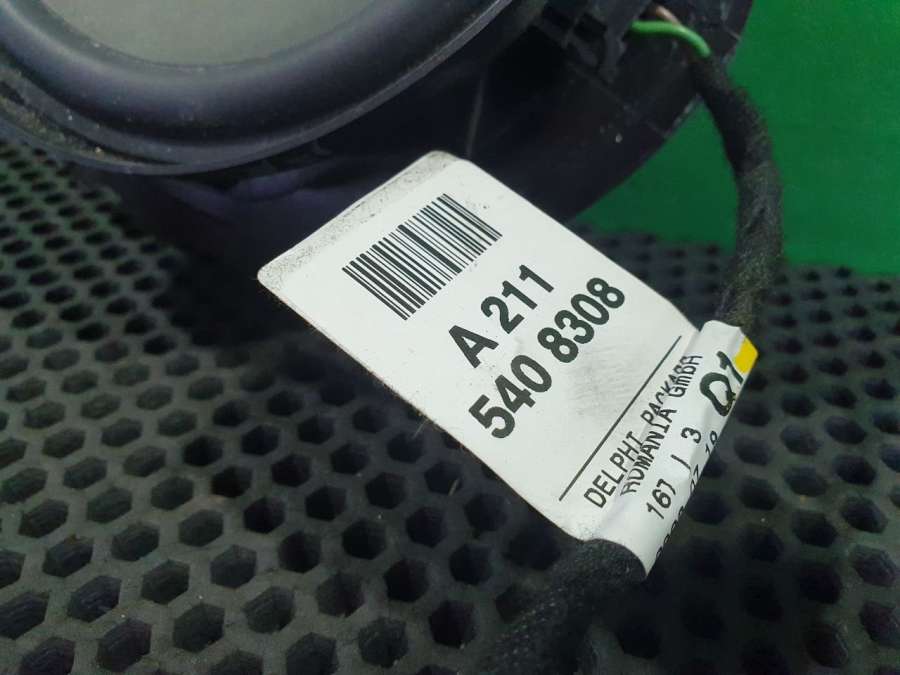 A 211
540 8308
DELPHI PACKARD
ROMANIA GmbH
167 | 3
Q1